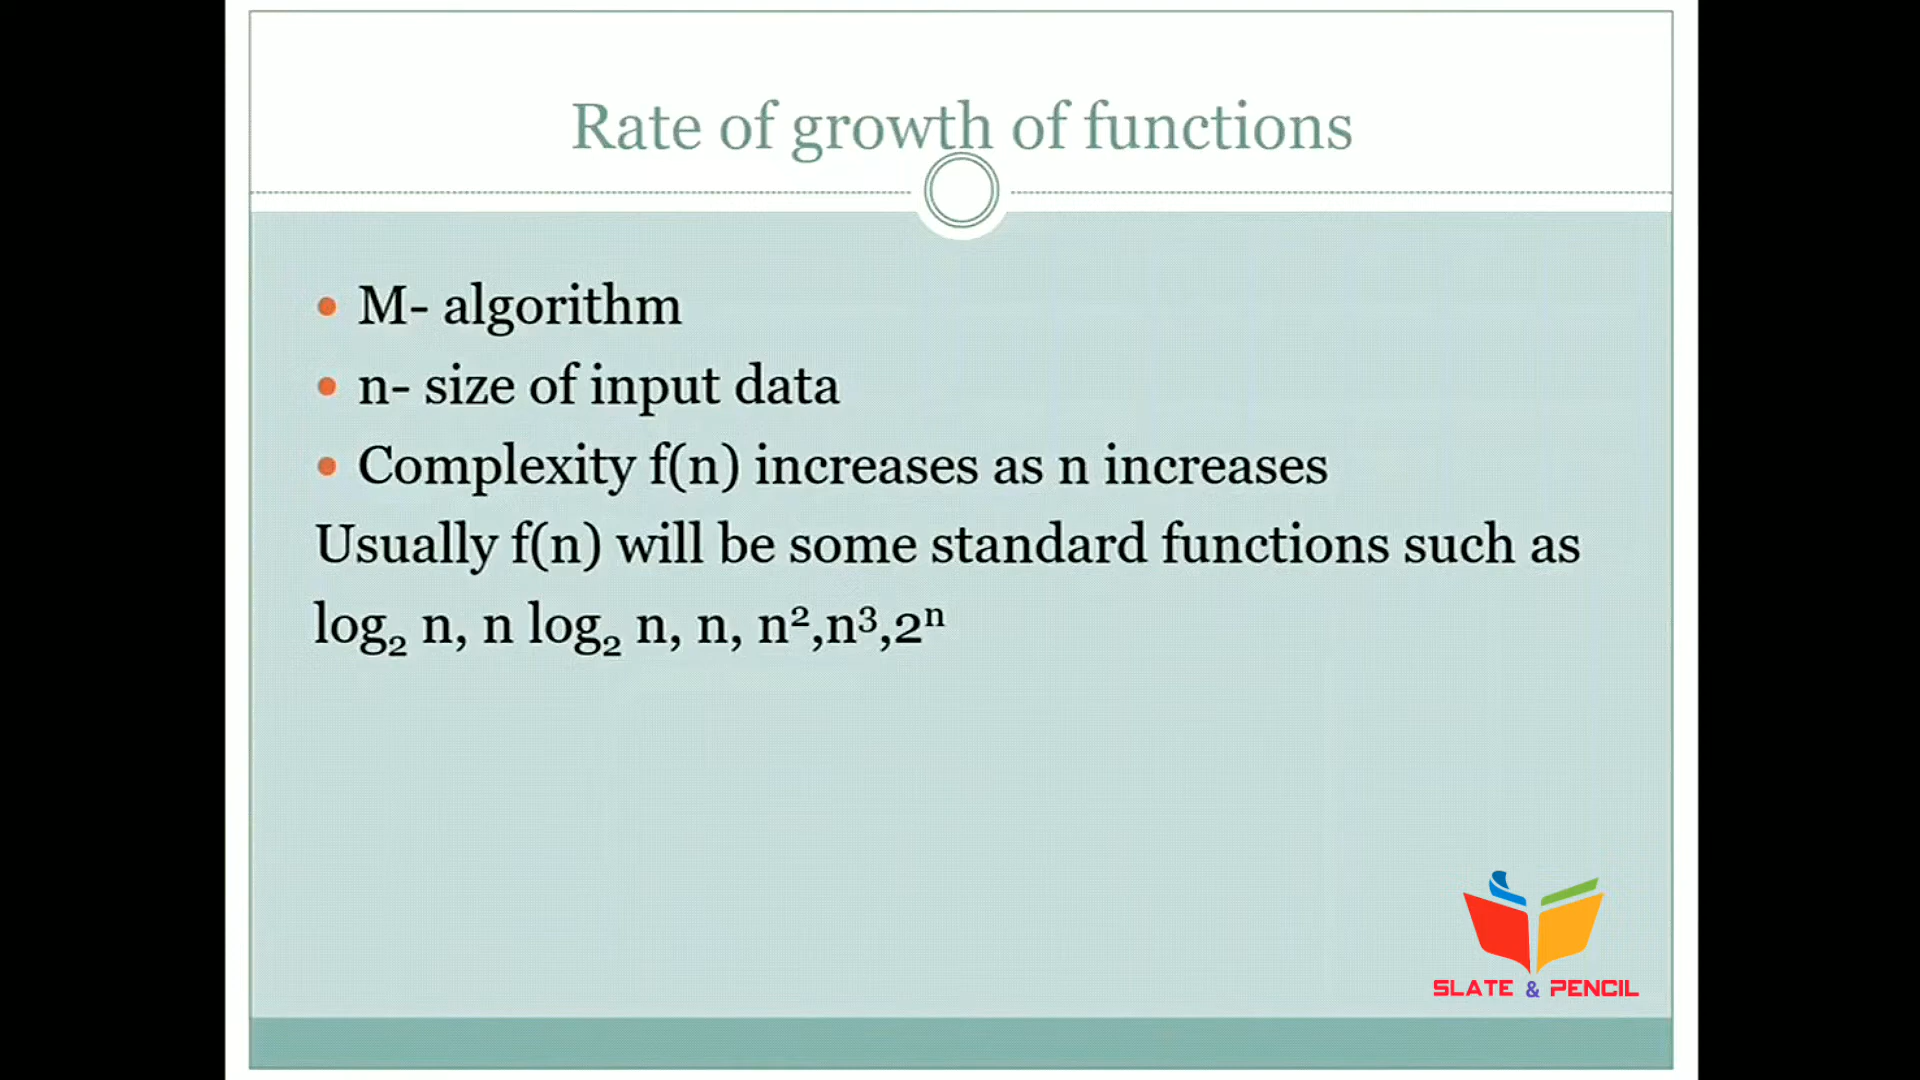 Rate of growth of functions
• M- algorithm
• n- size of input data
• Complexity f(n) increases as n increases
Usually f(n) will be some standard functions such as
log₂ n, n log₂ n, n, n²,n³,2ⁿ
SLATE & PENCIL